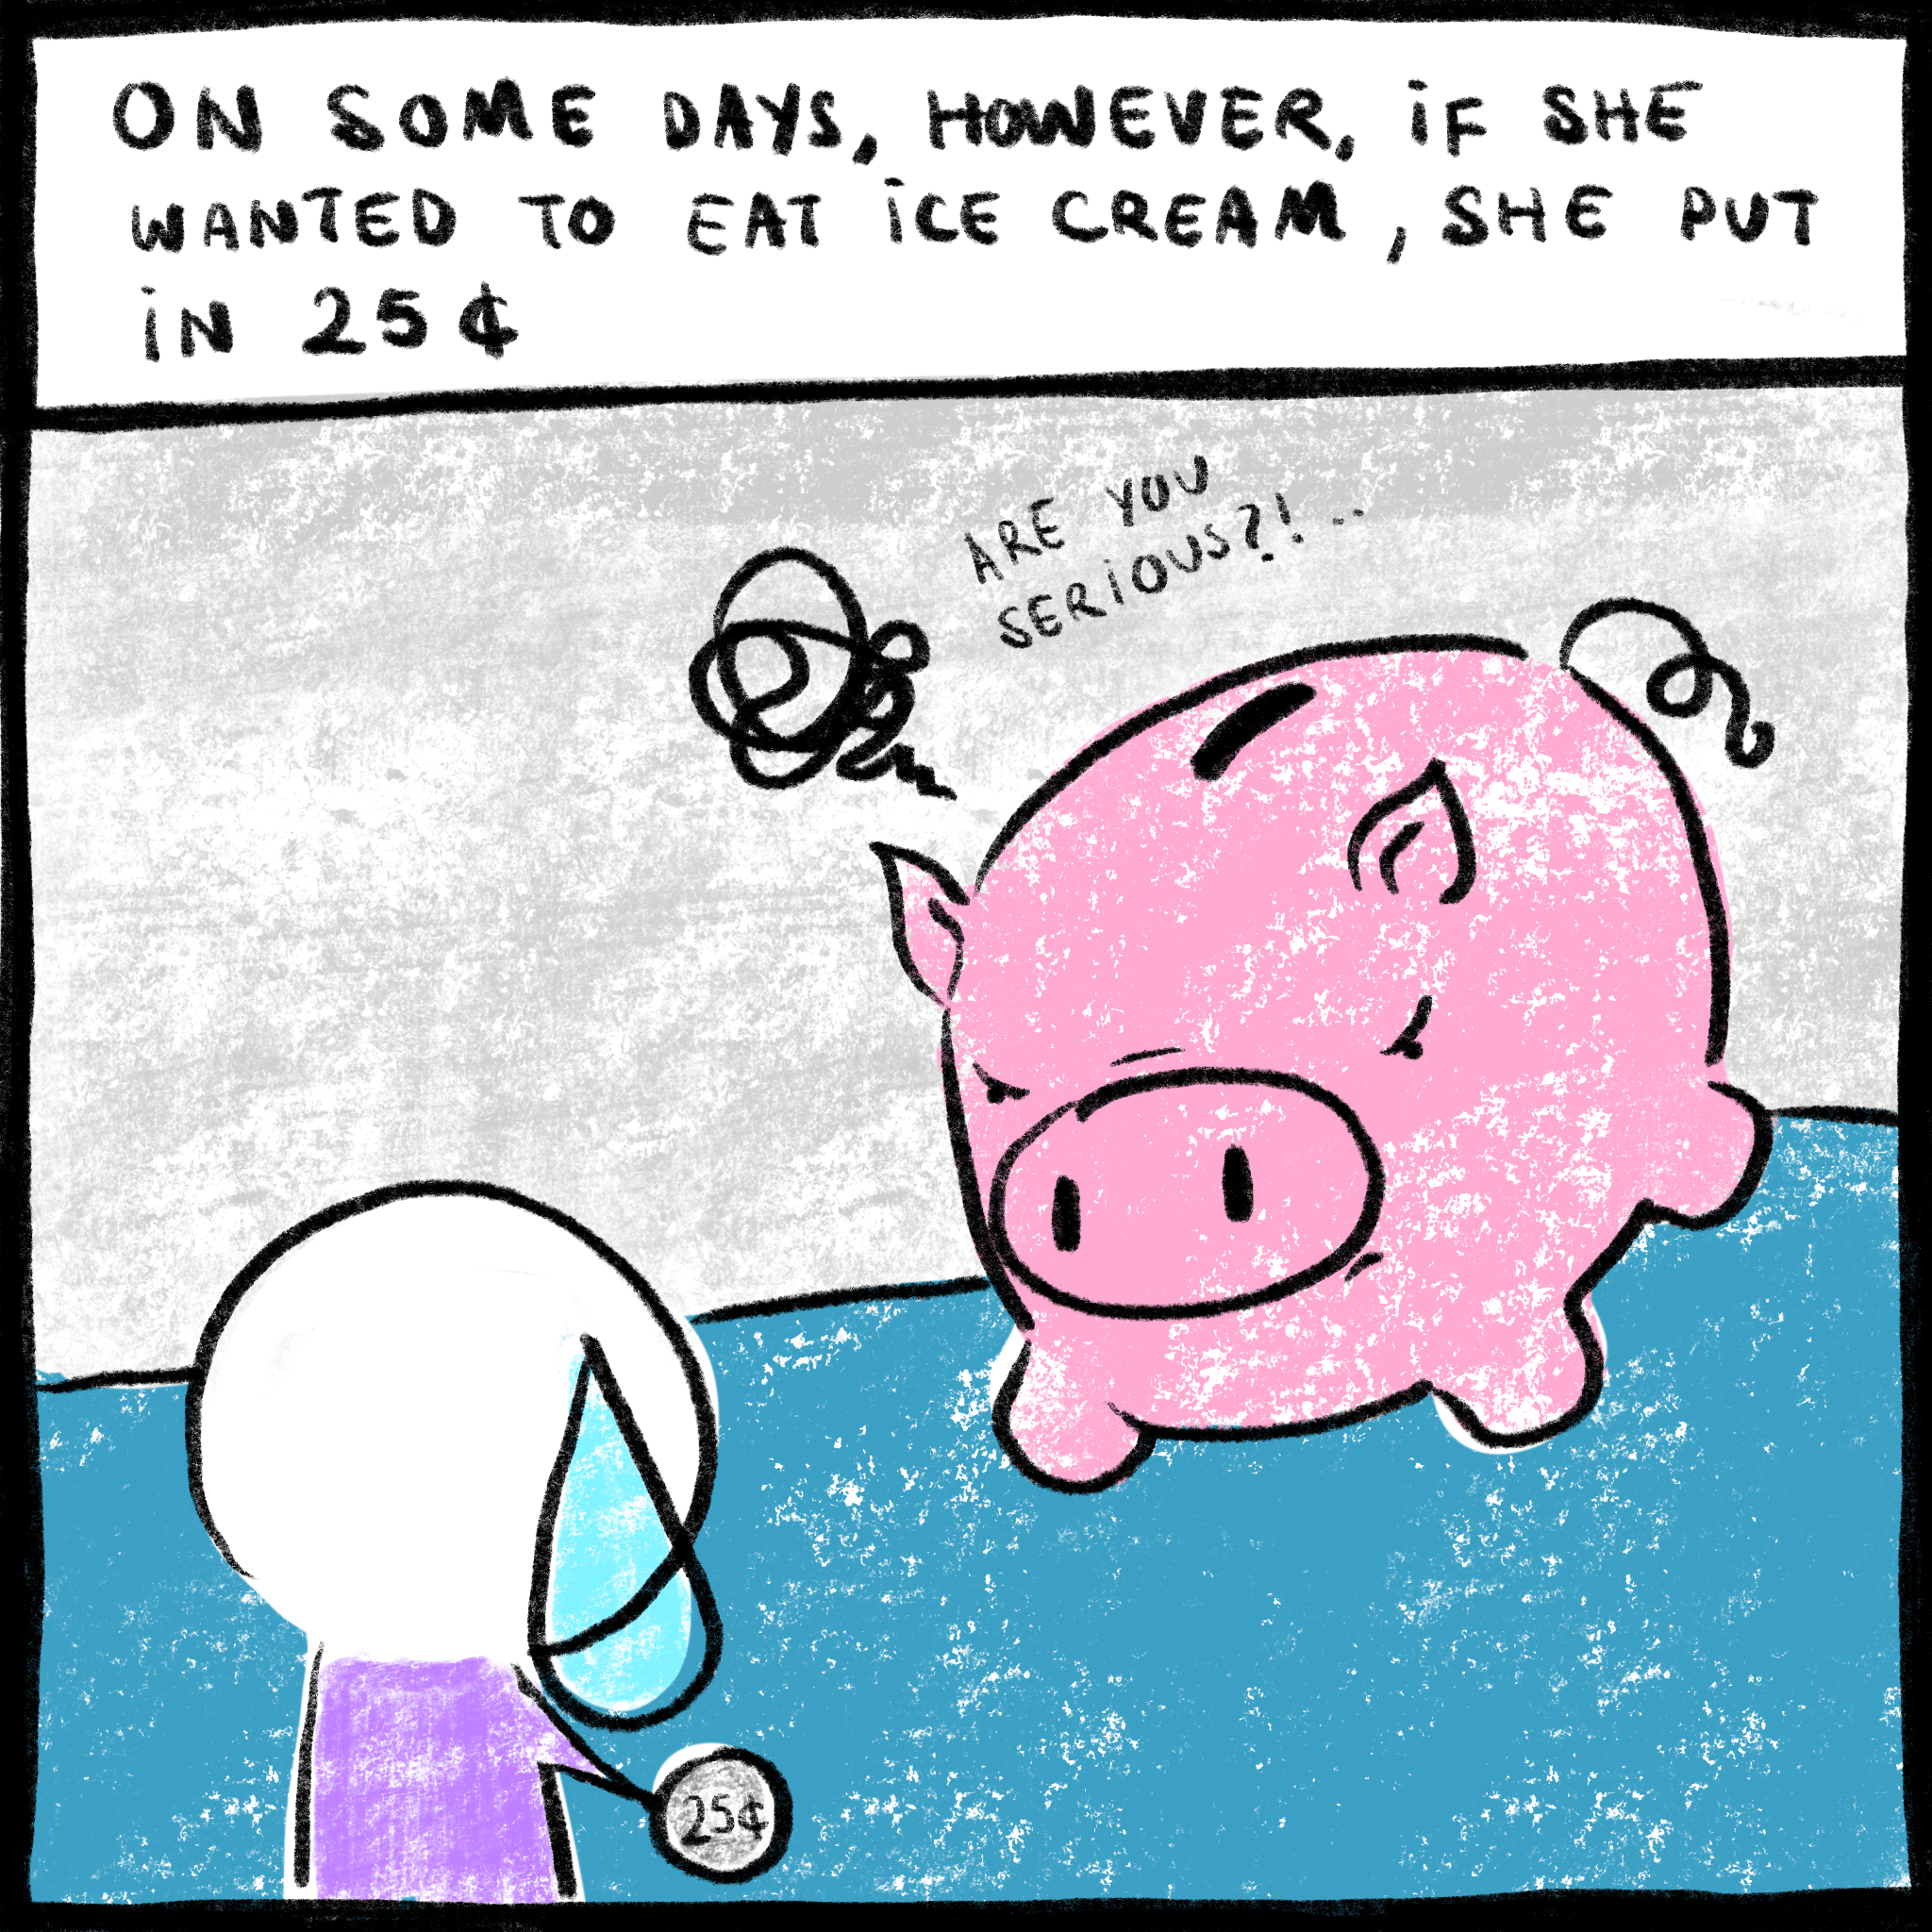 ON SOME DAYS, HOWEVER, iF SHE
WANTED TO EAT iCE CREAM, SHE PUT
iN 25¢
ARE YOU
SERiOUS?!..
25¢